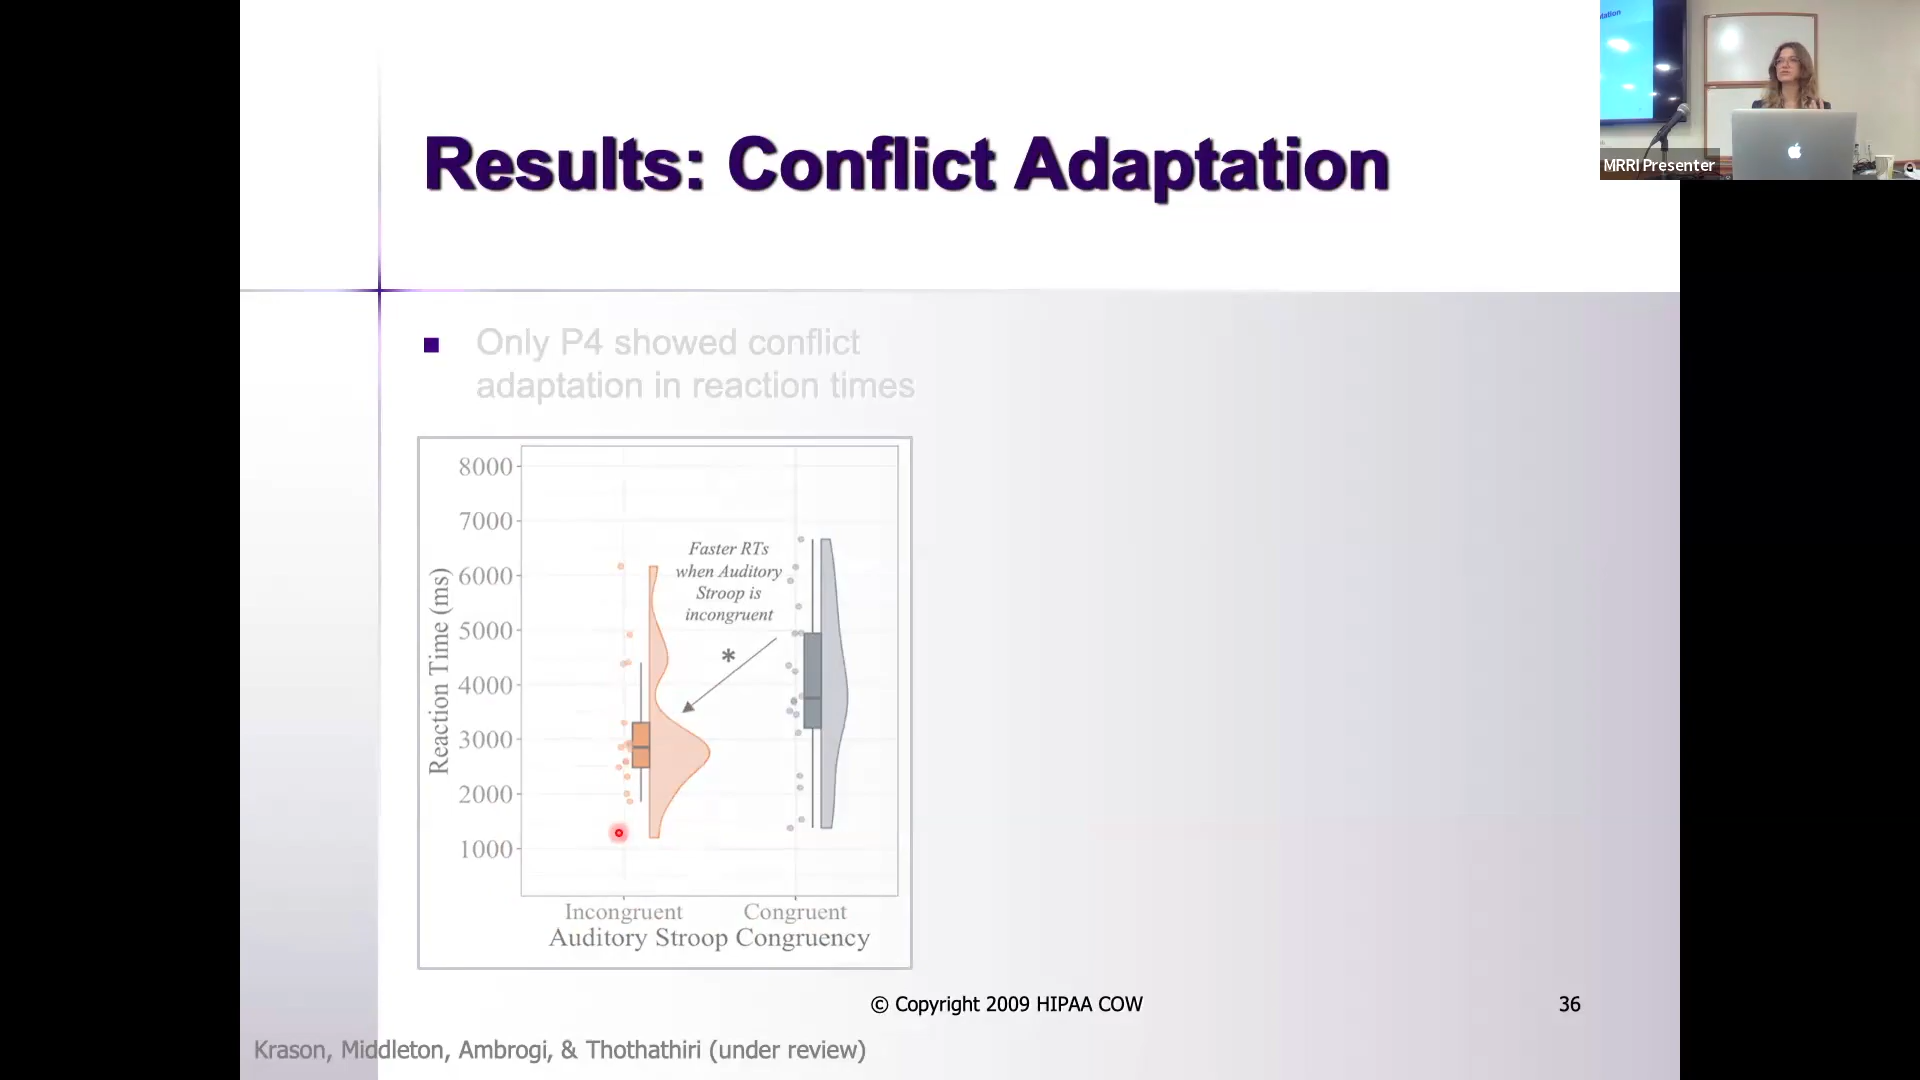 tation
MRRI Presenter
Results: Conflict Adaptation
Only P4 showed conflict
adaptation in reaction times
8000
7000
6000
5000
4000
3000
2000
1000
Reaction Time (ms)
Faster RTs
when Auditory
Stroop is
incongruent
*
Incongruent
Congruent
Auditory Stroop Congruency
© Copyright 2009 HIPAA COW
36
Krason, Middleton, Ambrogi, & Thothathiri (under review)